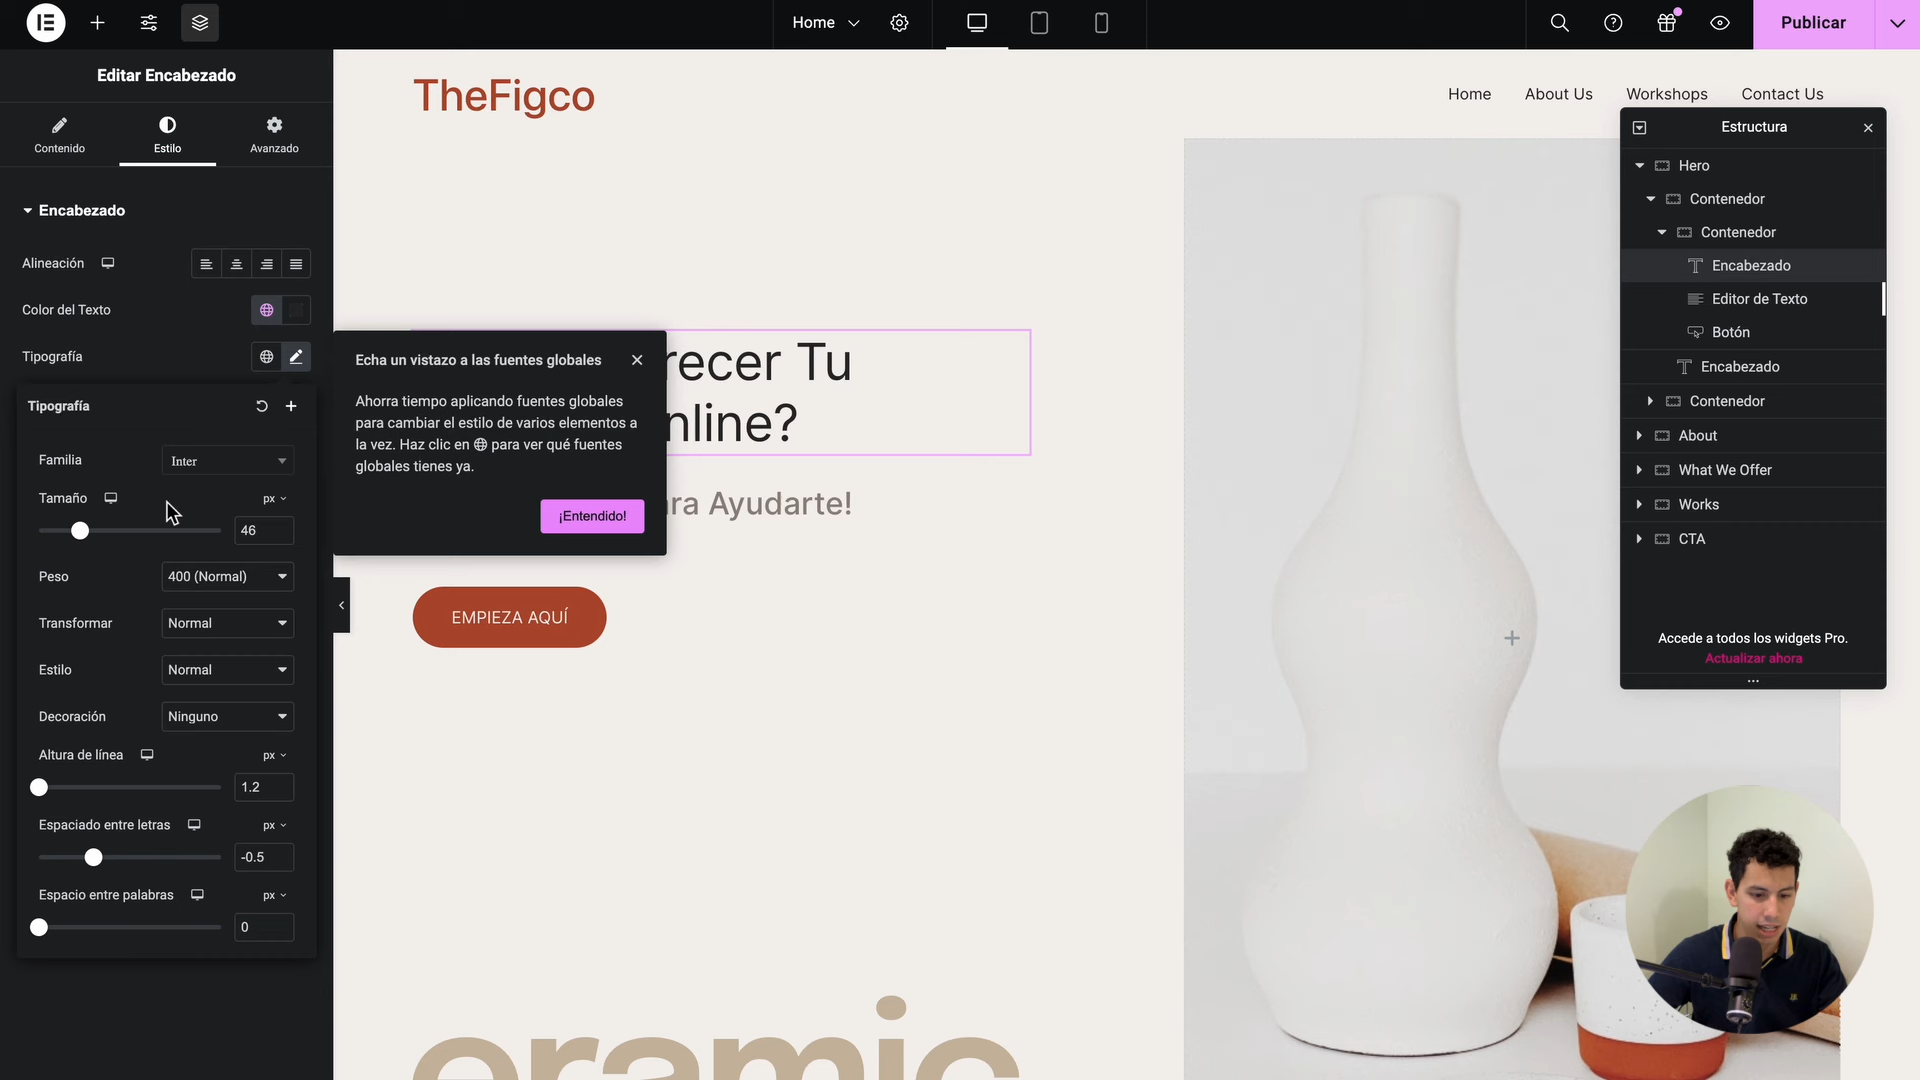 Home
Publicar
Editar Encabezado
Contenido
Estilo
Avanzado
Encabezado
Alineación
Color del Texto
Tipografía
Tipografía
Familia
Inter
Tamaño
px
46
Peso
400 (Normal)
Transformar
Normal
Estilo
Normal
Decoración
Ninguno
Altura de línea
px
1.2
Espaciado entre letras
px
-0.5
Espacio entre palabras
px
0
Echa un vistazo a las fuentes globales
Ahorra tiempo aplicando fuentes globales
para cambiar el estilo de varios elementos a
la vez. Haz clic en para ver qué fuentes
globales tienes ya.
¡Entendido!
TheFigco
Home
About Us
Workshops
Contact Us
recer Tu
nline?
ra Ayudarte!
EMPIEZA AQUÍ
eramic
Estructura
Hero
Contenedor
Contenedor
Encabezado
Editor de Texto
Botón
Encabezado
Contenedor
About
What We Offer
Works
CTA
Accede a todos los widgets Pro.
Actualizar ahora